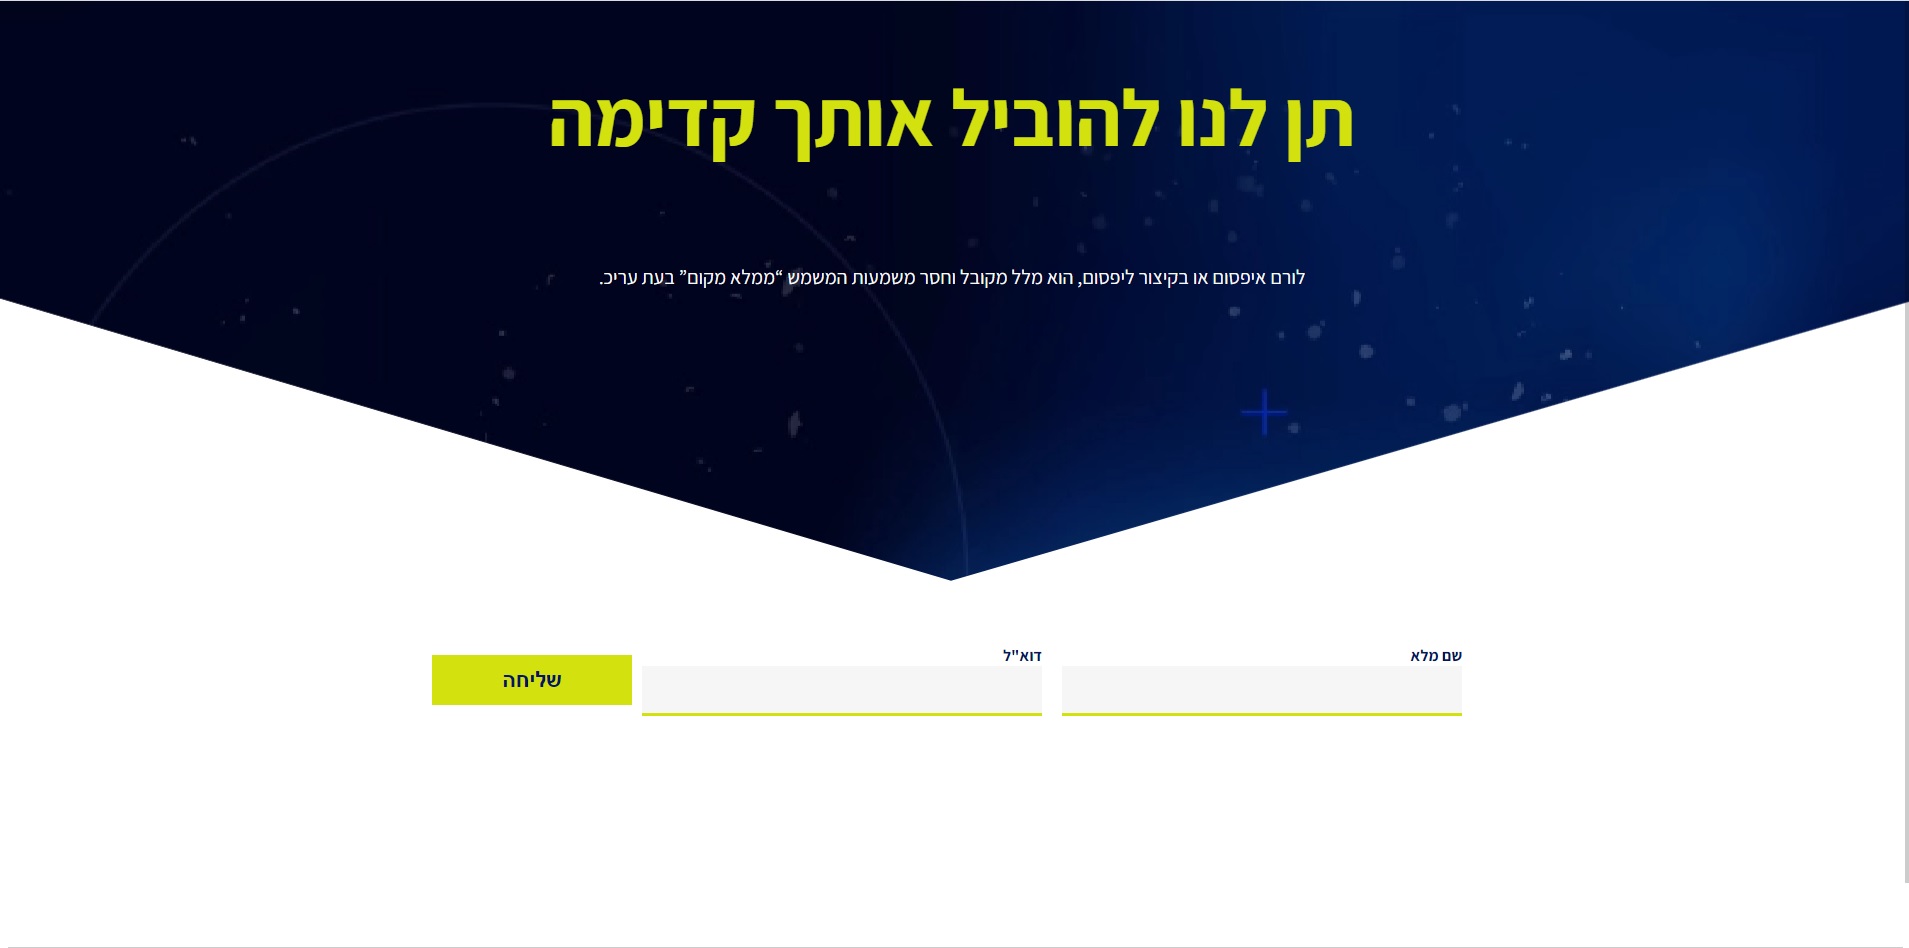 תן לנו להוביל אותך קדימה
לורם איפסום או בקיצור ליפסום, הוא מלל מקובל וחסר משמעות המשמש “ממלא מקום” בעת עריכ.
שם מלא
דוא"ל
שליחה